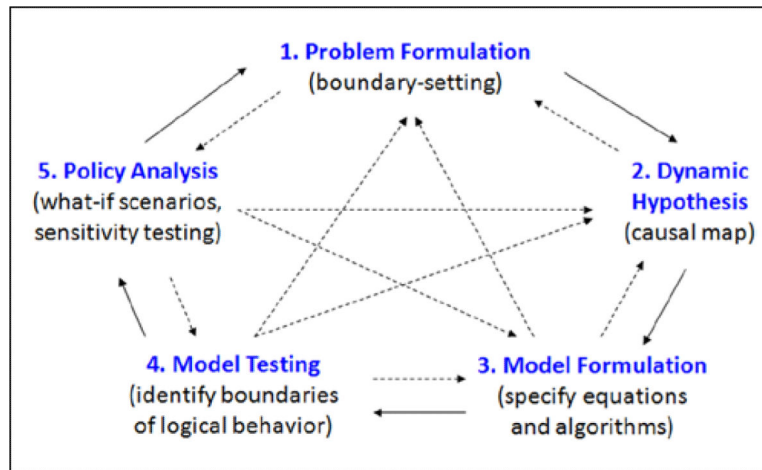 1. Problem Formulation
(boundary-setting)
5. Policy Analysis
(what-if scenarios,
sensitivity testing)
2. Dynamic
Hypothesis
(causal map)
4. Model Testing
(identify boundaries
of logical behavior)
3. Model Formulation
(specify equations
and algorithms)